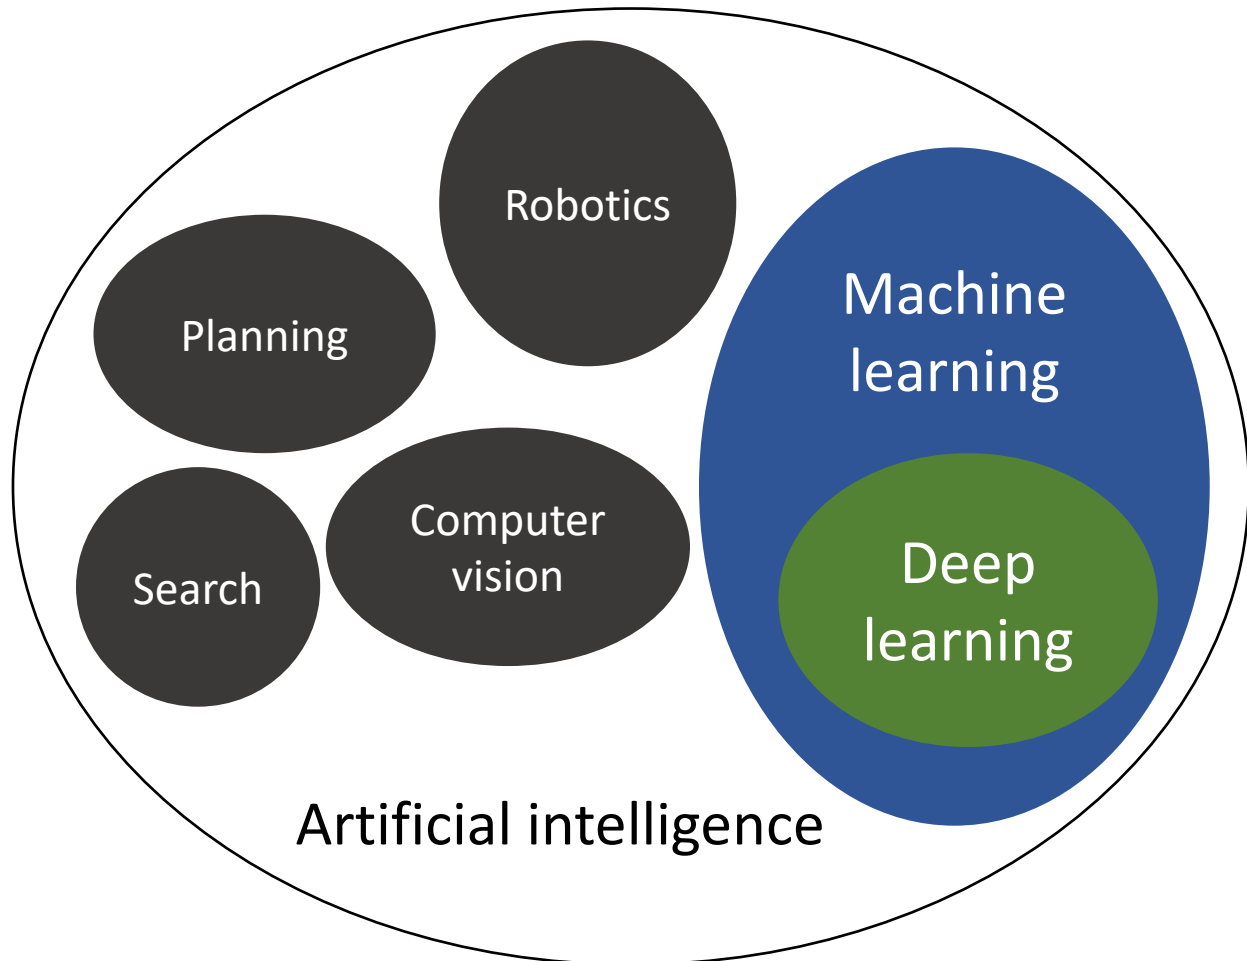 Robotics
Planning
Machine
learning
Computer
vision
Search
Deep
learning
Artificial intelligence